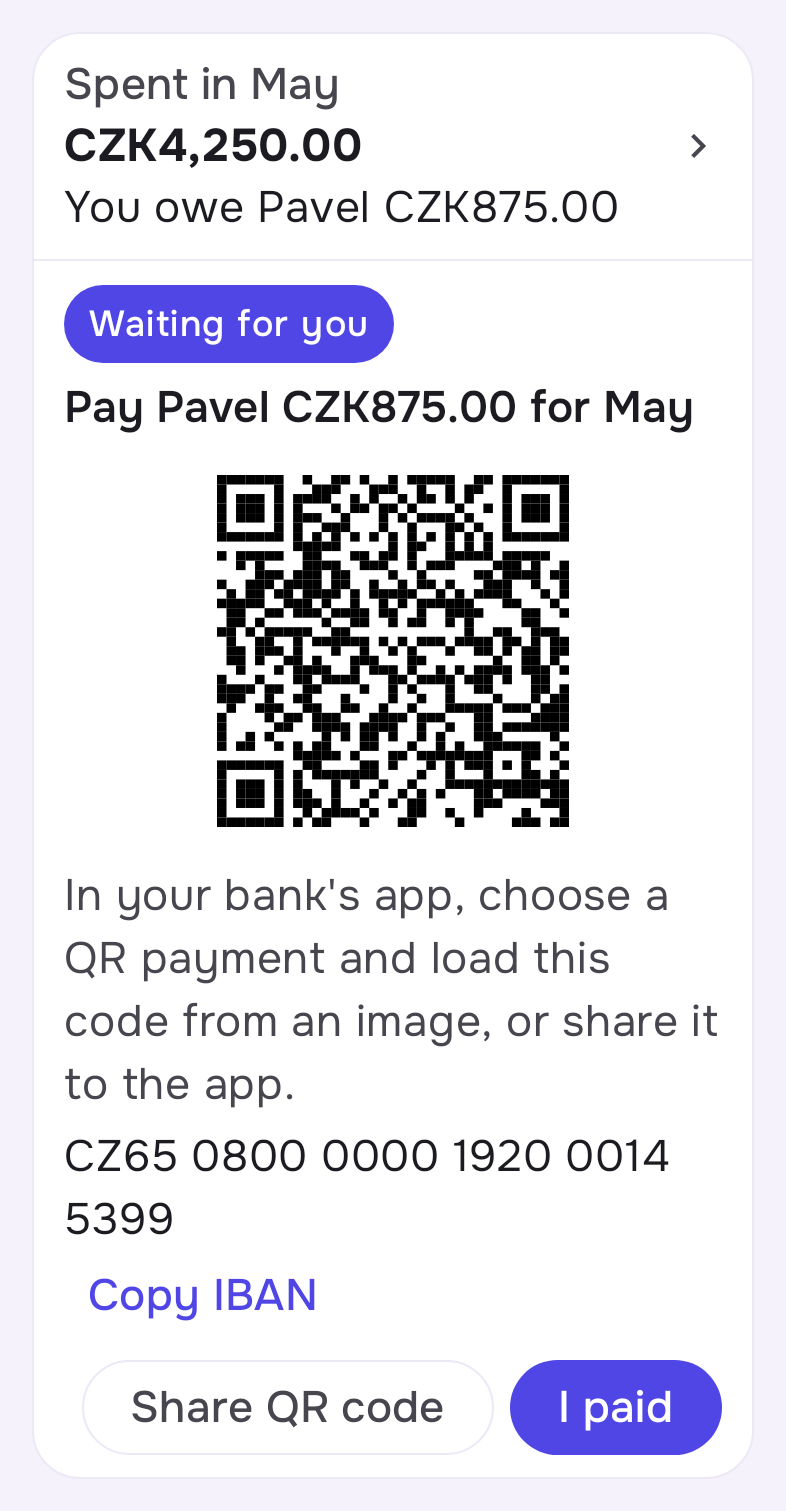 Spent in May
CZK4,250.00
You owe Pavel CZK875.00
Waiting for you
Pay Pavel CZK875.00 for May
In your bank's app, choose a
QR payment and load this
code from an image, or share it
to the app.
CZ65 0800 0000 1920 0014
5399
Copy IBAN
Share QR code
I paid